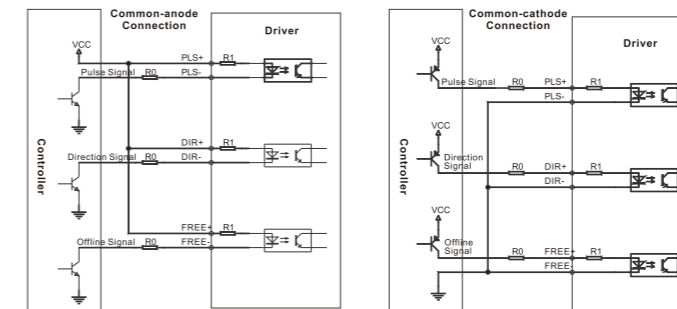 Common-anode
Connection
Driver
VCC
PLS+ R1
Pulse Signal R0 PLS-
DIR+ R1
Direction Signal R0 DIR-
FREE+ R1
Offline Signal R0 FREE-
Controller
Common-cathode
Connection
Driver
VCC
Pulse Signal R0 PLS+ R1
PLS-
VCC
Direction
Signal
R0 DIR+ R1
DIR-
VCC
Offline
Signal
R0 FREE+ R1
FREE-
Controller